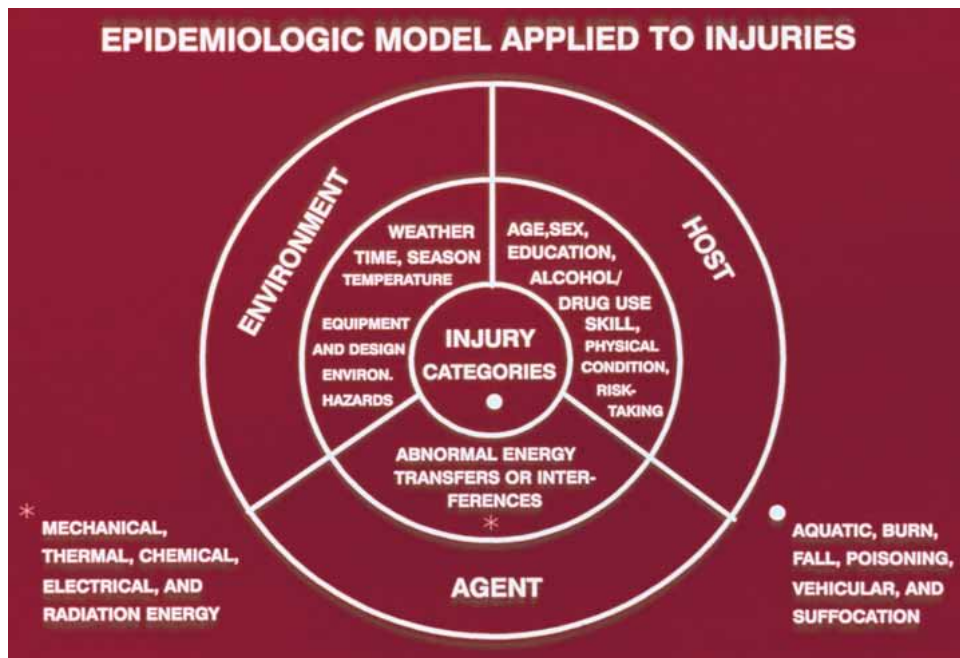 EPIDEMIOLOGIC MODEL APPLIED TO INJURIES
ENVIRONMENT
WEATHER
TIME, SEASON
TEMPERATURE
EQUIPMENT
AND DESIGN
ENVIRON.
HAZARDS
HOST
AGE,SEX,
EDUCATION,
ALCOHOL/
DRUG USE
SKILL,
PHYSICAL
CONDITION,
RISK-
TAKING
INJURY
CATEGORIES
●
ABNORMAL ENERGY
TRANSFERS OR INTER-
FERENCES
*
AGENT
* MECHANICAL,
THERMAL, CHEMICAL,
ELECTRICAL, AND
RADIATION ENERGY
● AQUATIC, BURN,
FALL, POISONING,
VEHICULAR, AND
SUFFOCATION